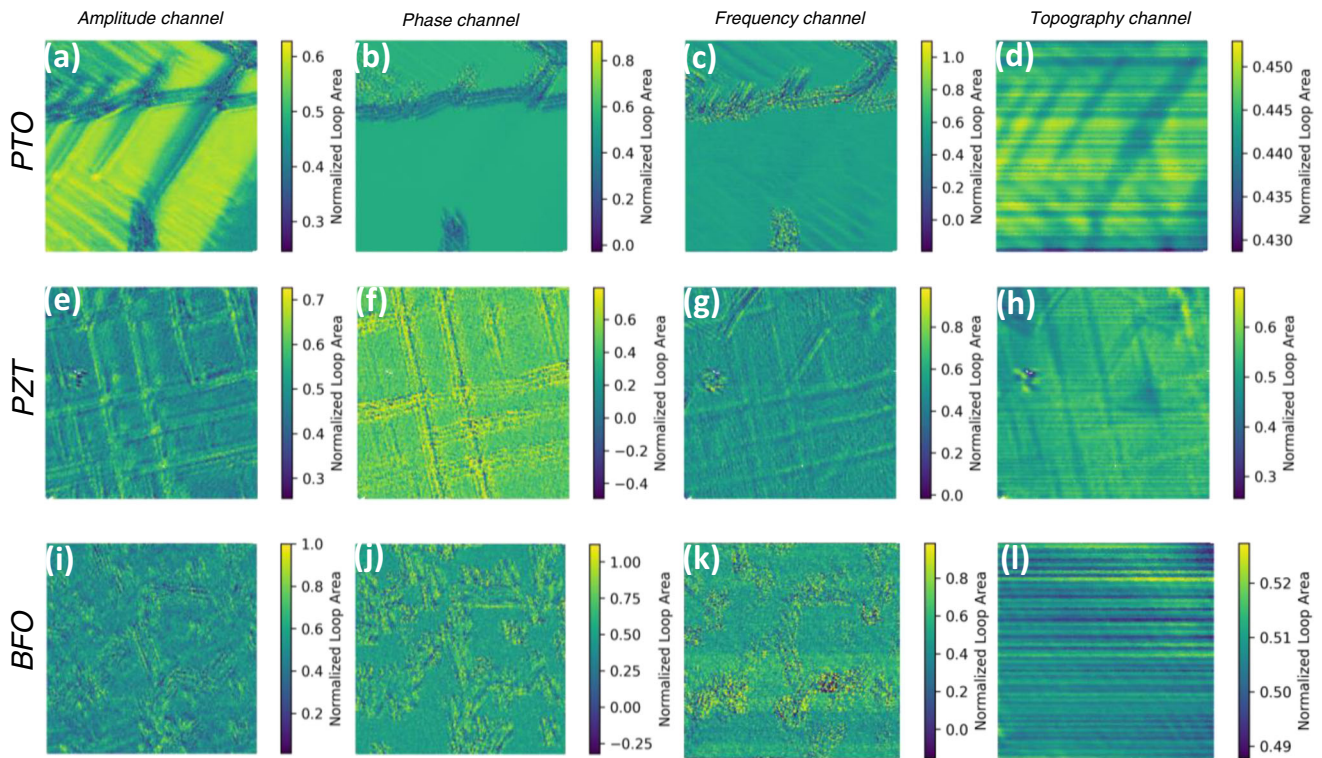 Amplitude channel
Phase channel
Frequency channel
Topography channel
PTO
(a)
0.6
0.5
0.4
0.3
Normalized Loop Area
(b)
0.8
0.6
0.4
0.2
0.0
Normalized Loop Area
(c)
1.0
0.8
0.6
0.4
0.2
0.0
Normalized Loop Area
(d)
0.450
0.445
0.440
0.435
0.430
Normalized Loop Area
PZT
(e)
0.7
0.6
0.5
0.4
0.3
Normalized Loop Area
(f)
0.6
0.4
0.2
0.0
−0.2
−0.4
Normalized Loop Area
(g)
0.8
0.6
0.4
0.2
0.0
Normalized Loop Area
(h)
0.6
0.5
0.4
0.3
Normalized Loop Area
BFO
(i)
1.0
0.8
0.6
0.4
0.2
Normalized Loop Area
(j)
1.00
0.75
0.50
0.25
0.00
−0.25
Normalized Loop Area
(k)
0.8
0.6
0.4
0.2
0.0
Normalized Loop Area
(l)
0.52
0.51
0.50
0.49
Normalized Loop Area